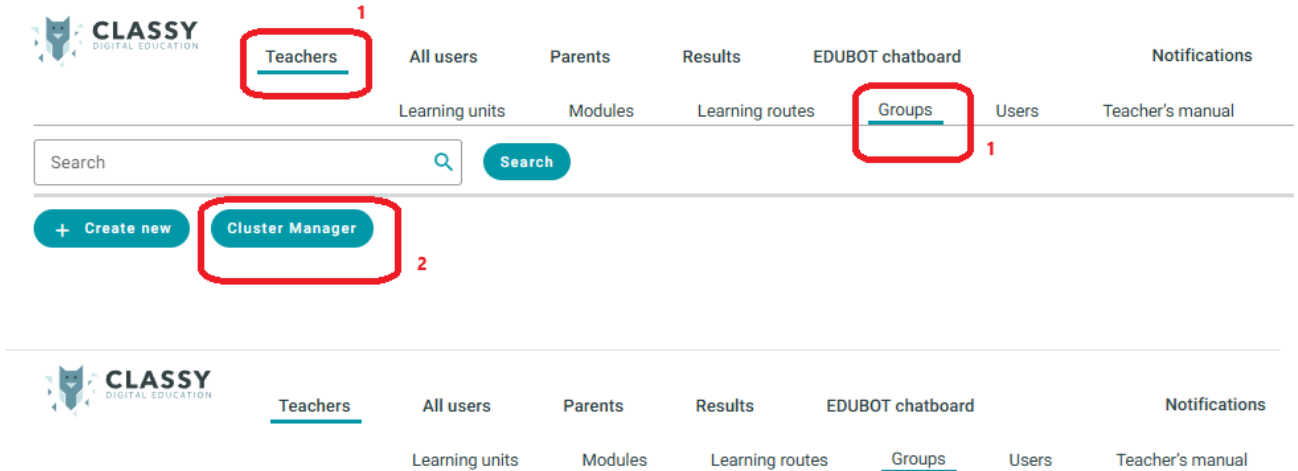 1
CLASSY
DIGITAL EDUCATION
Teachers All users Parents Results EDUBOT chatboard Notifications
Learning units Modules Learning routes Groups Users Teacher's manual
1
Search Search
+ Create new Cluster Manager
2
CLASSY
DIGITAL EDUCATION
Teachers All users Parents Results EDUBOT chatboard Notifications
Learning units Modules Learning routes Groups Users Teacher's manual